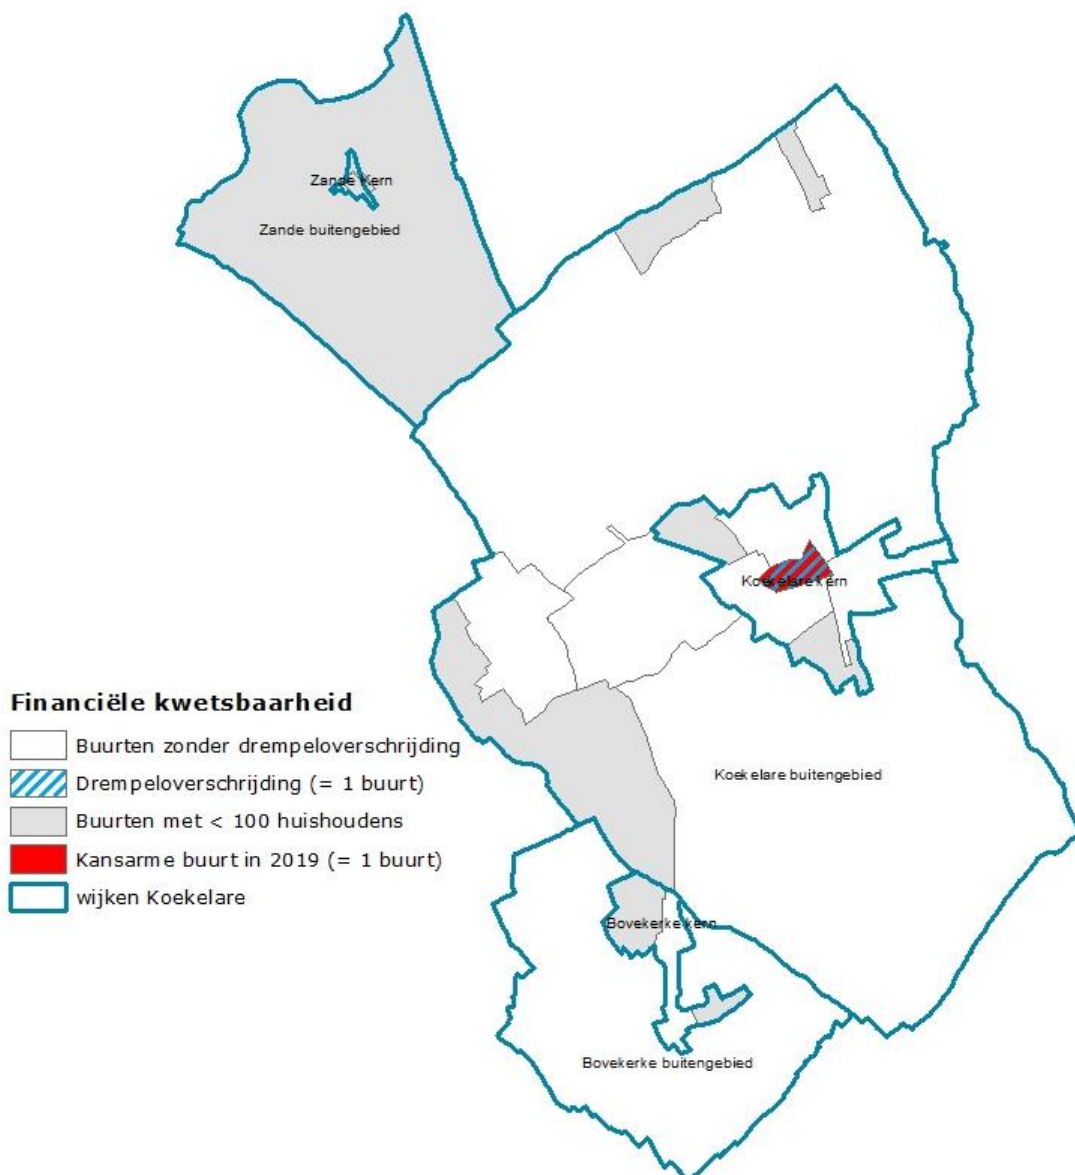 Zande Kern
Zande buitengebied
Koekelare kern
Financiële kwetsbaarheid
Buurten zonder drempeloverschrijding
Drempeloverschrijding (= 1 buurt)
Buurten met < 100 huishoudens
Kansarme buurt in 2019 (= 1 buurt)
wijken Koekelare
Koekelare buitengebied
Bovekerke kern
Bovekerke buitengebied